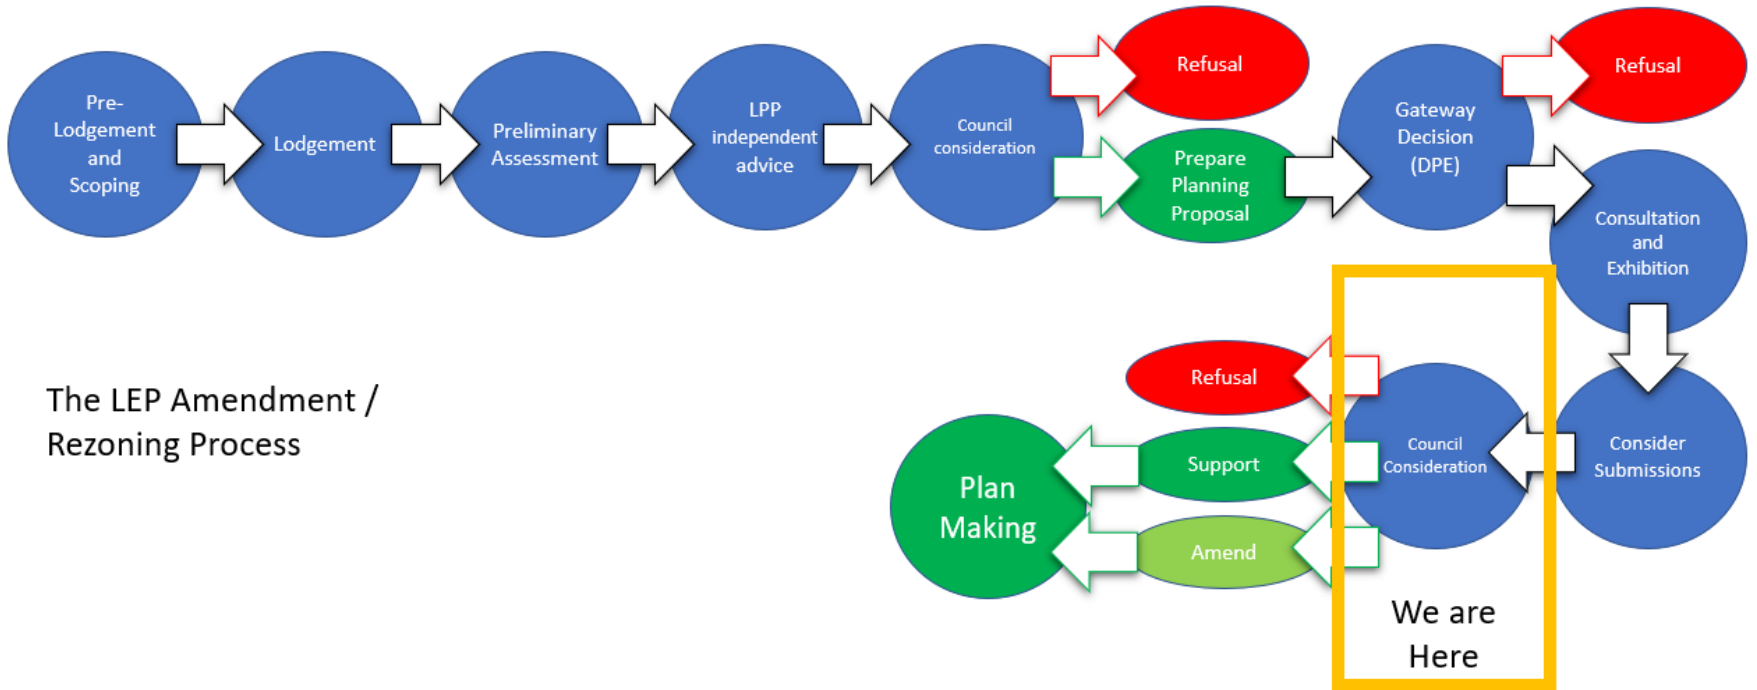 Pre-
Lodgement
and
Scoping
Lodgement
Preliminary
Assessment
LPP
independent
advice
Council
consideration
Refusal
Prepare
Planning
Proposal
Gateway
Decision
(DPE)
Refusal
Consultation
and
Exhibition
Consider
Submissions
Council
Consideration
We are
Here
Refusal
Support
Amend
Plan
Making
The LEP Amendment /
Rezoning Process